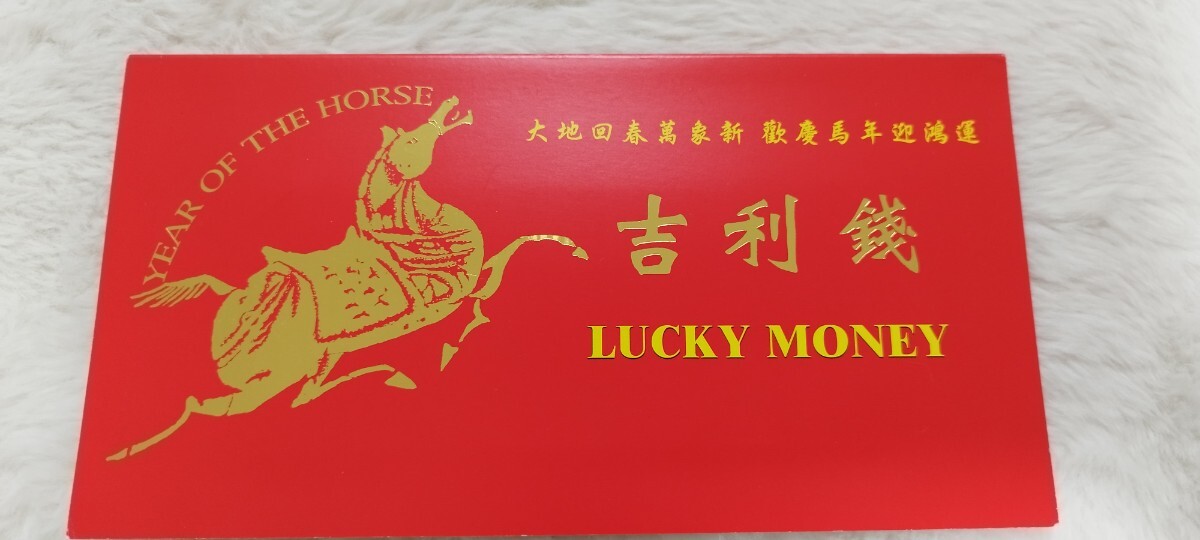 YEAR OF THE HORSE
大地回春萬象新 歡慶馬年迎鴻運
吉利錢
LUCKY MONEY